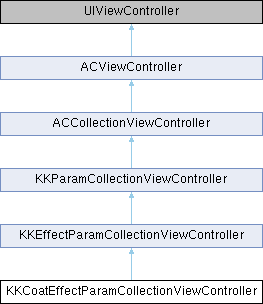 UIViewController
ACViewController
ACCollectionViewController
KKParamCollectionViewController
KKEffectParamCollectionViewController
KKCoatEffectParamCollectionViewController